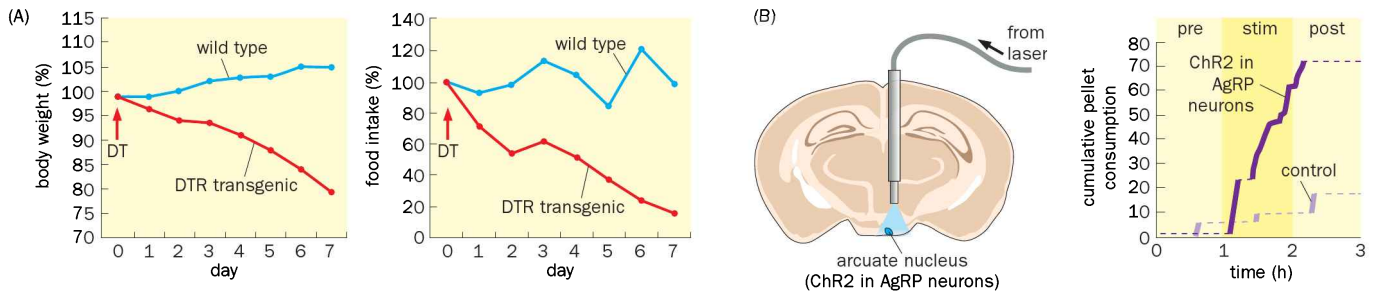 (A)
body weight (%)
115
110
105
100
95
90
85
80
75
70
wild type
DT
DTR transgenic
0 1 2 3 4 5 6 7
day
food intake (%)
140
120
100
80
60
40
20
0
wild type
DT
DTR transgenic
0 1 2 3 4 5 6 7
day
(B)
from
laser
arcuate nucleus
(ChR2 in AgRP neurons)
cumulative pellet
consumption
80
70
60
50
40
30
20
10
0
pre stim post
ChR2 in
AgRP
neurons
control
0 1 2 3
time (h)